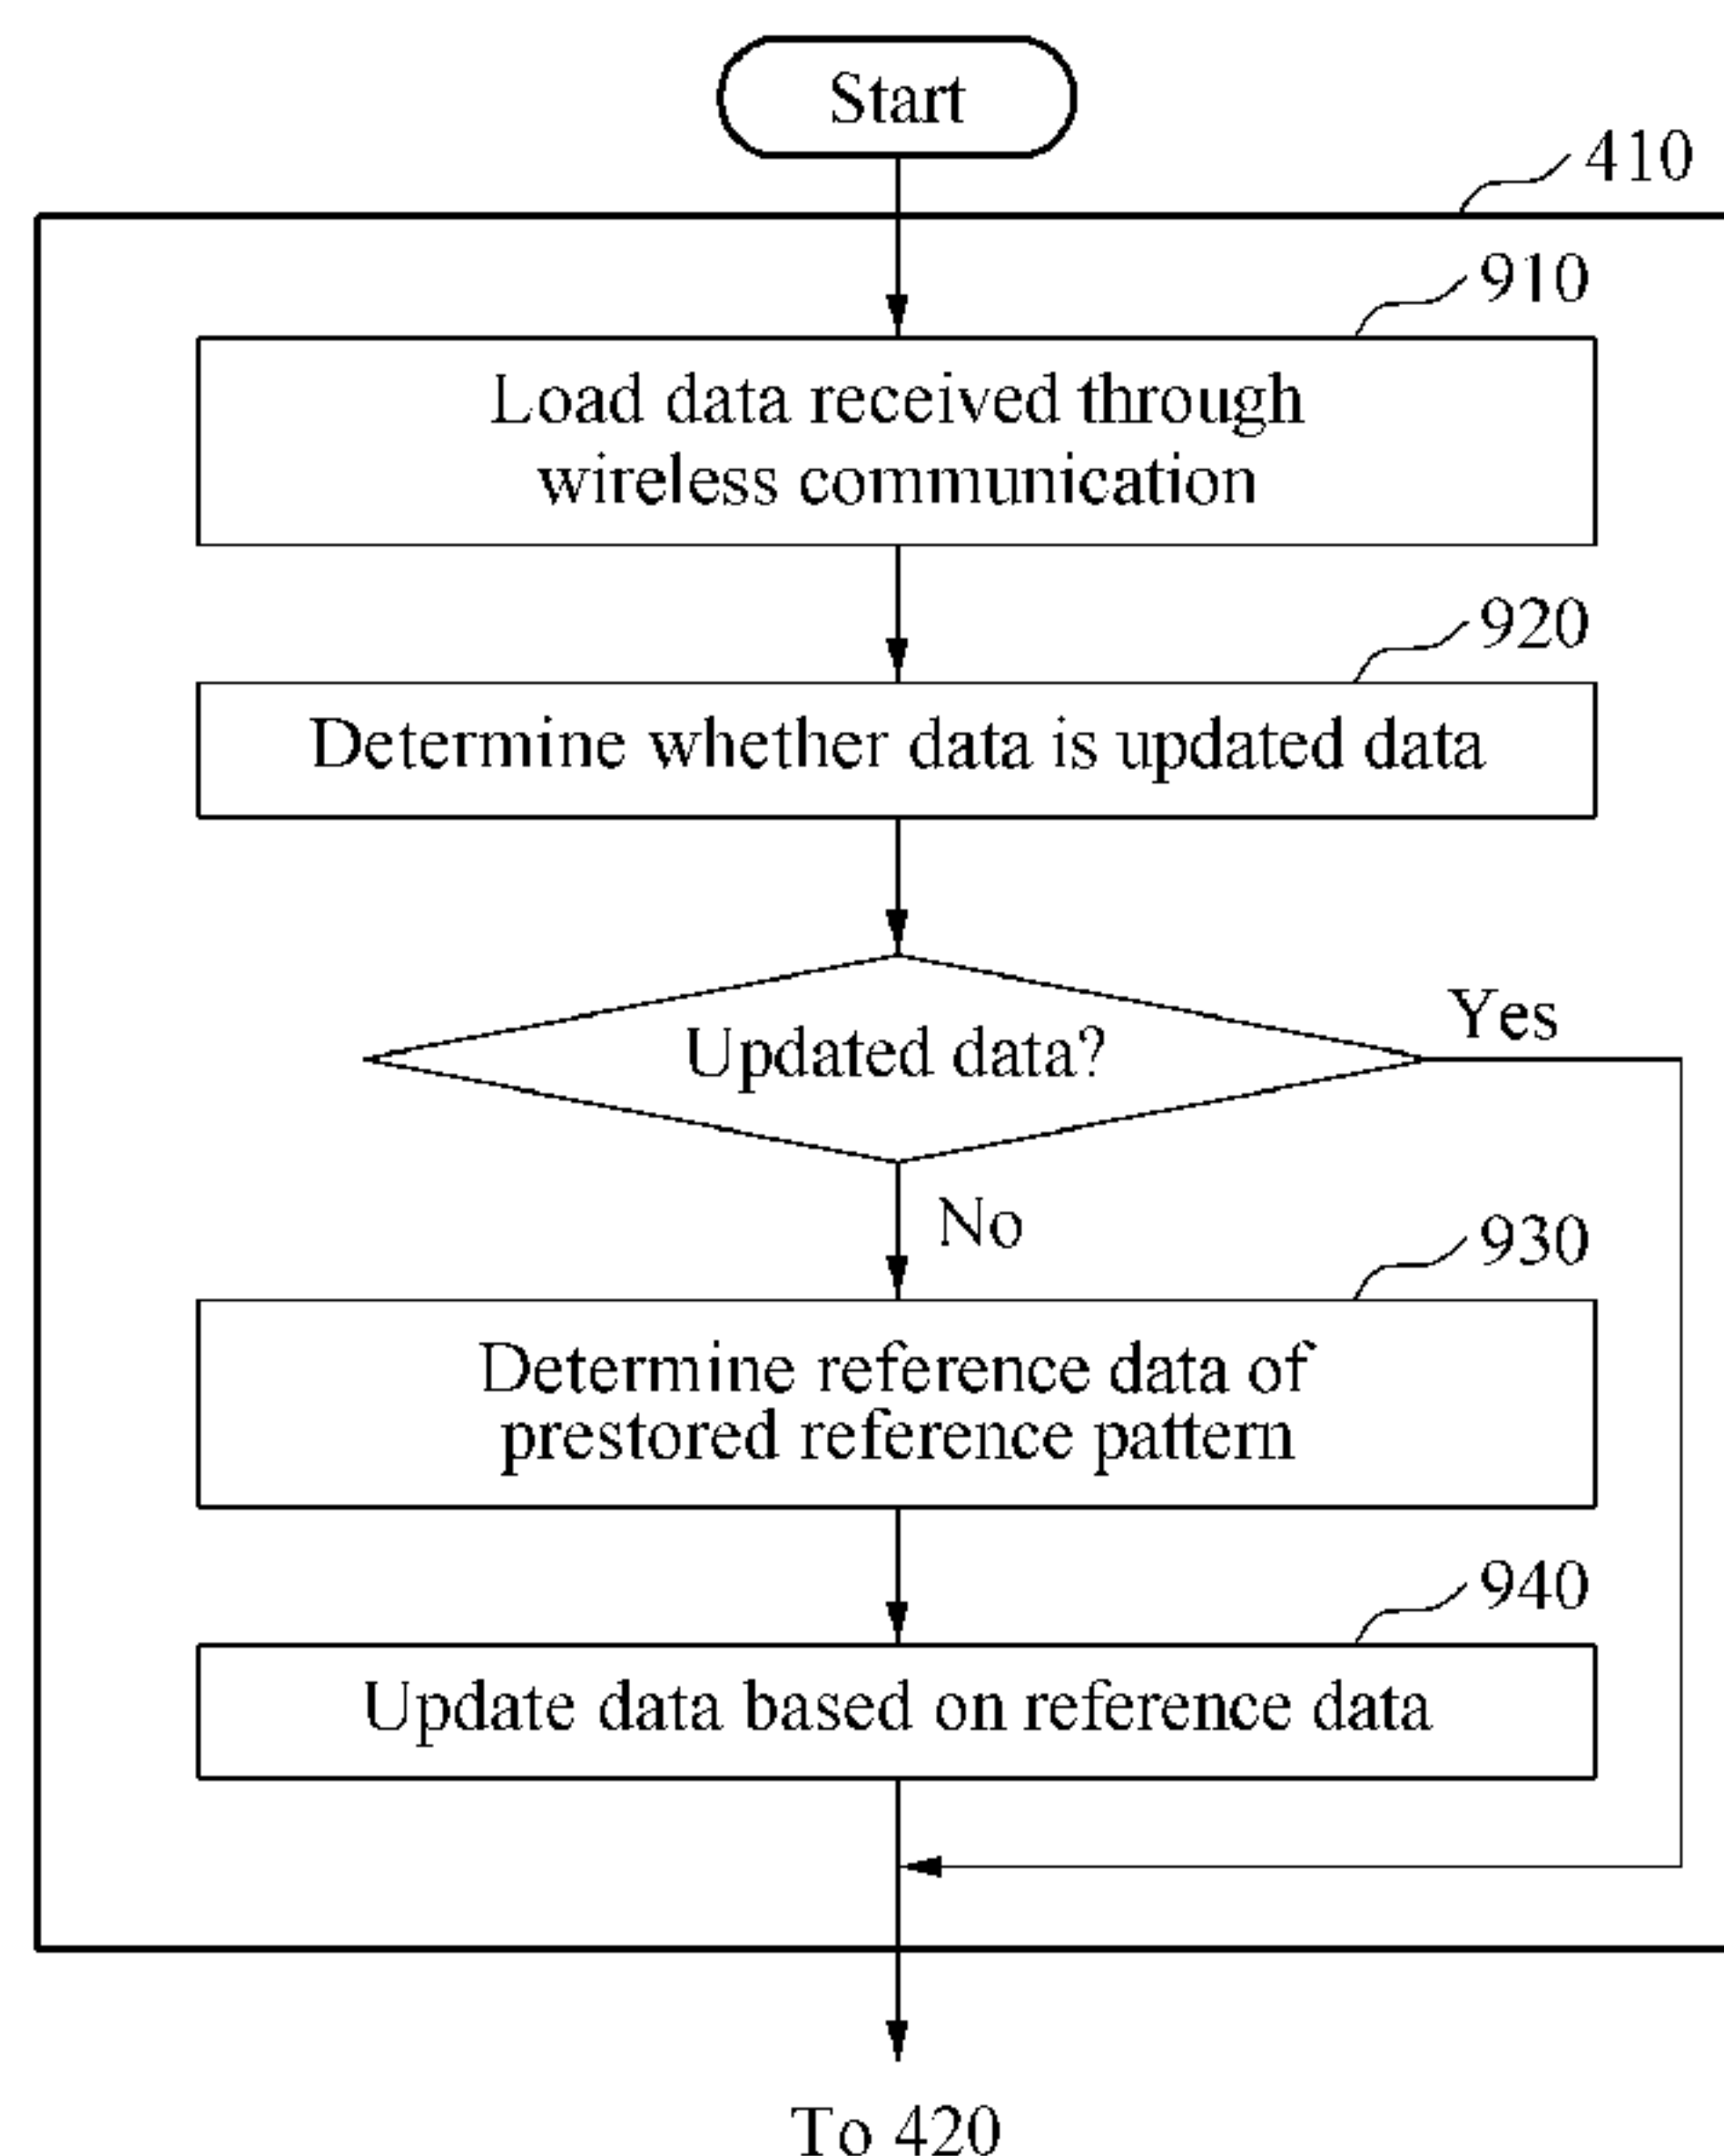 Start
410
910
Load data received through
wireless communication
920
Determine whether data is updated data
Updated data?
Yes
No
930
Determine reference data of
prestored reference pattern
940
Update data based on reference data
To 420